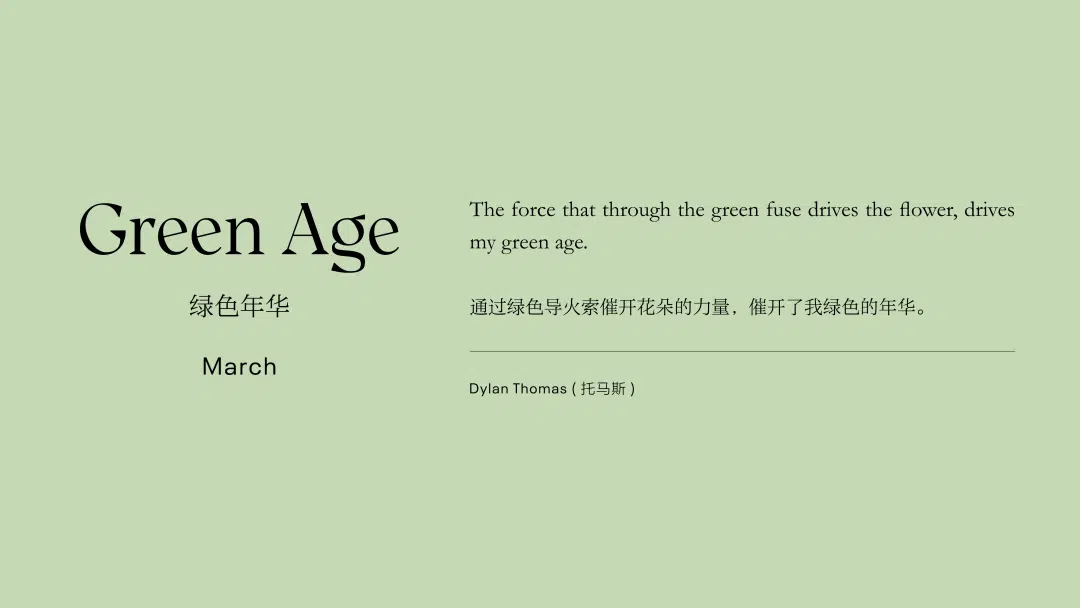 Green Age
绿色年华
March
The force that through the green fuse drives the flower, drives
my green age.
通过绿色导火索催开花朵的力量，催开了我绿色的年华。
Dylan Thomas ( 托马斯 )